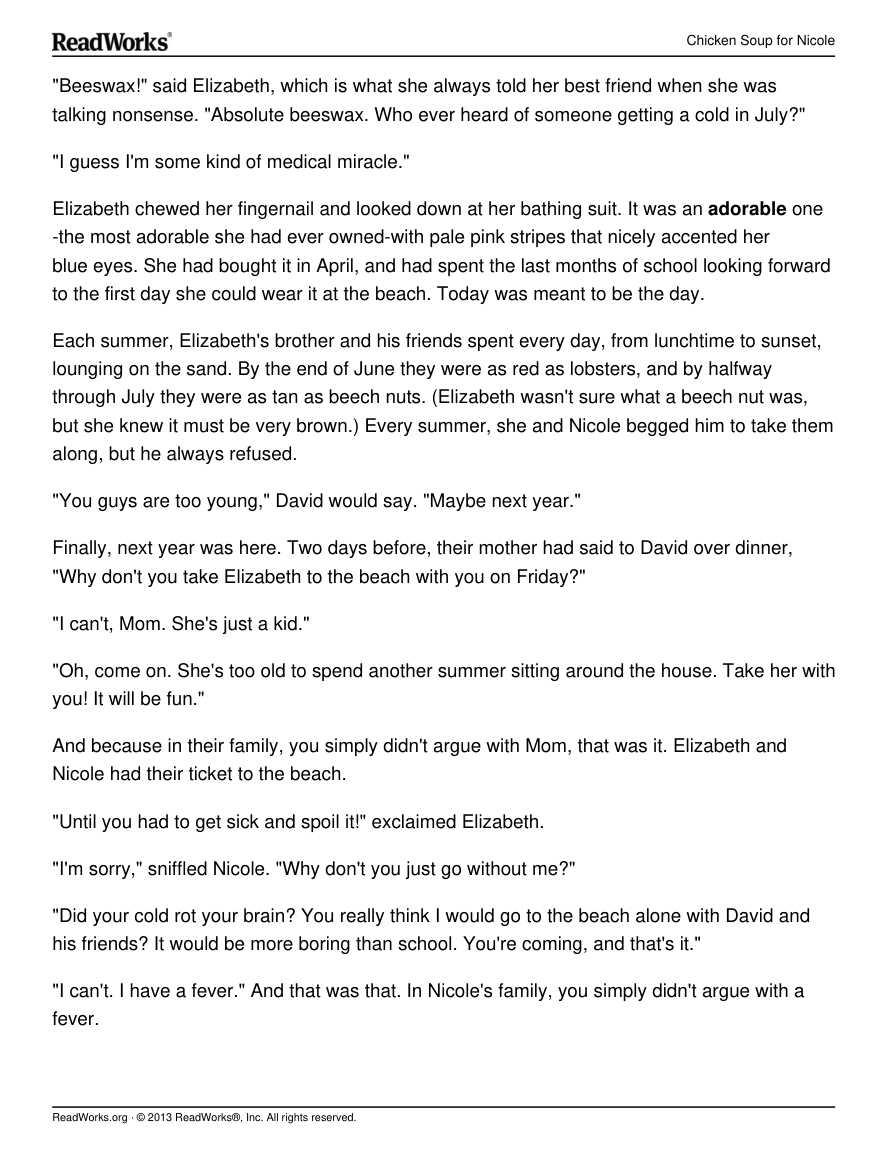 ReadWorks®
Chicken Soup for Nicole
"Beeswax!" said Elizabeth, which is what she always told her best friend when she was
talking nonsense. "Absolute beeswax. Who ever heard of someone getting a cold in July?"
"I guess I'm some kind of medical miracle."
Elizabeth chewed her fingernail and looked down at her bathing suit. It was an adorable one
-the most adorable she had ever owned-with pale pink stripes that nicely accented her
blue eyes. She had bought it in April, and had spent the last months of school looking forward
to the first day she could wear it at the beach. Today was meant to be the day.
Each summer, Elizabeth's brother and his friends spent every day, from lunchtime to sunset,
lounging on the sand. By the end of June they were as red as lobsters, and by halfway
through July they were as tan as beech nuts. (Elizabeth wasn't sure what a beech nut was,
but she knew it must be very brown.) Every summer, she and Nicole begged him to take them
along, but he always refused.
"You guys are too young," David would say. "Maybe next year."
Finally, next year was here. Two days before, their mother had said to David over dinner,
"Why don't you take Elizabeth to the beach with you on Friday?"
"I can't, Mom. She's just a kid."
"Oh, come on. She's too old to spend another summer sitting around the house. Take her with
you! It will be fun."
And because in their family, you simply didn't argue with Mom, that was it. Elizabeth and
Nicole had their ticket to the beach.
"Until you had to get sick and spoil it!" exclaimed Elizabeth.
"I'm sorry," sniffled Nicole. "Why don't you just go without me?"
"Did your cold rot your brain? You really think I would go to the beach alone with David and
his friends? It would be more boring than school. You're coming, and that's it."
"I can't. I have a fever." And that was that. In Nicole's family, you simply didn't argue with a
fever.
ReadWorks.org · © 2013 ReadWorks®, Inc. All rights reserved.